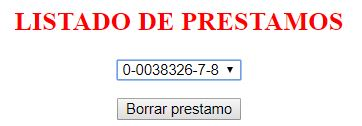 LISTADO DE PRESTAMOS
0-0038326-7-8
Borrar prestamo